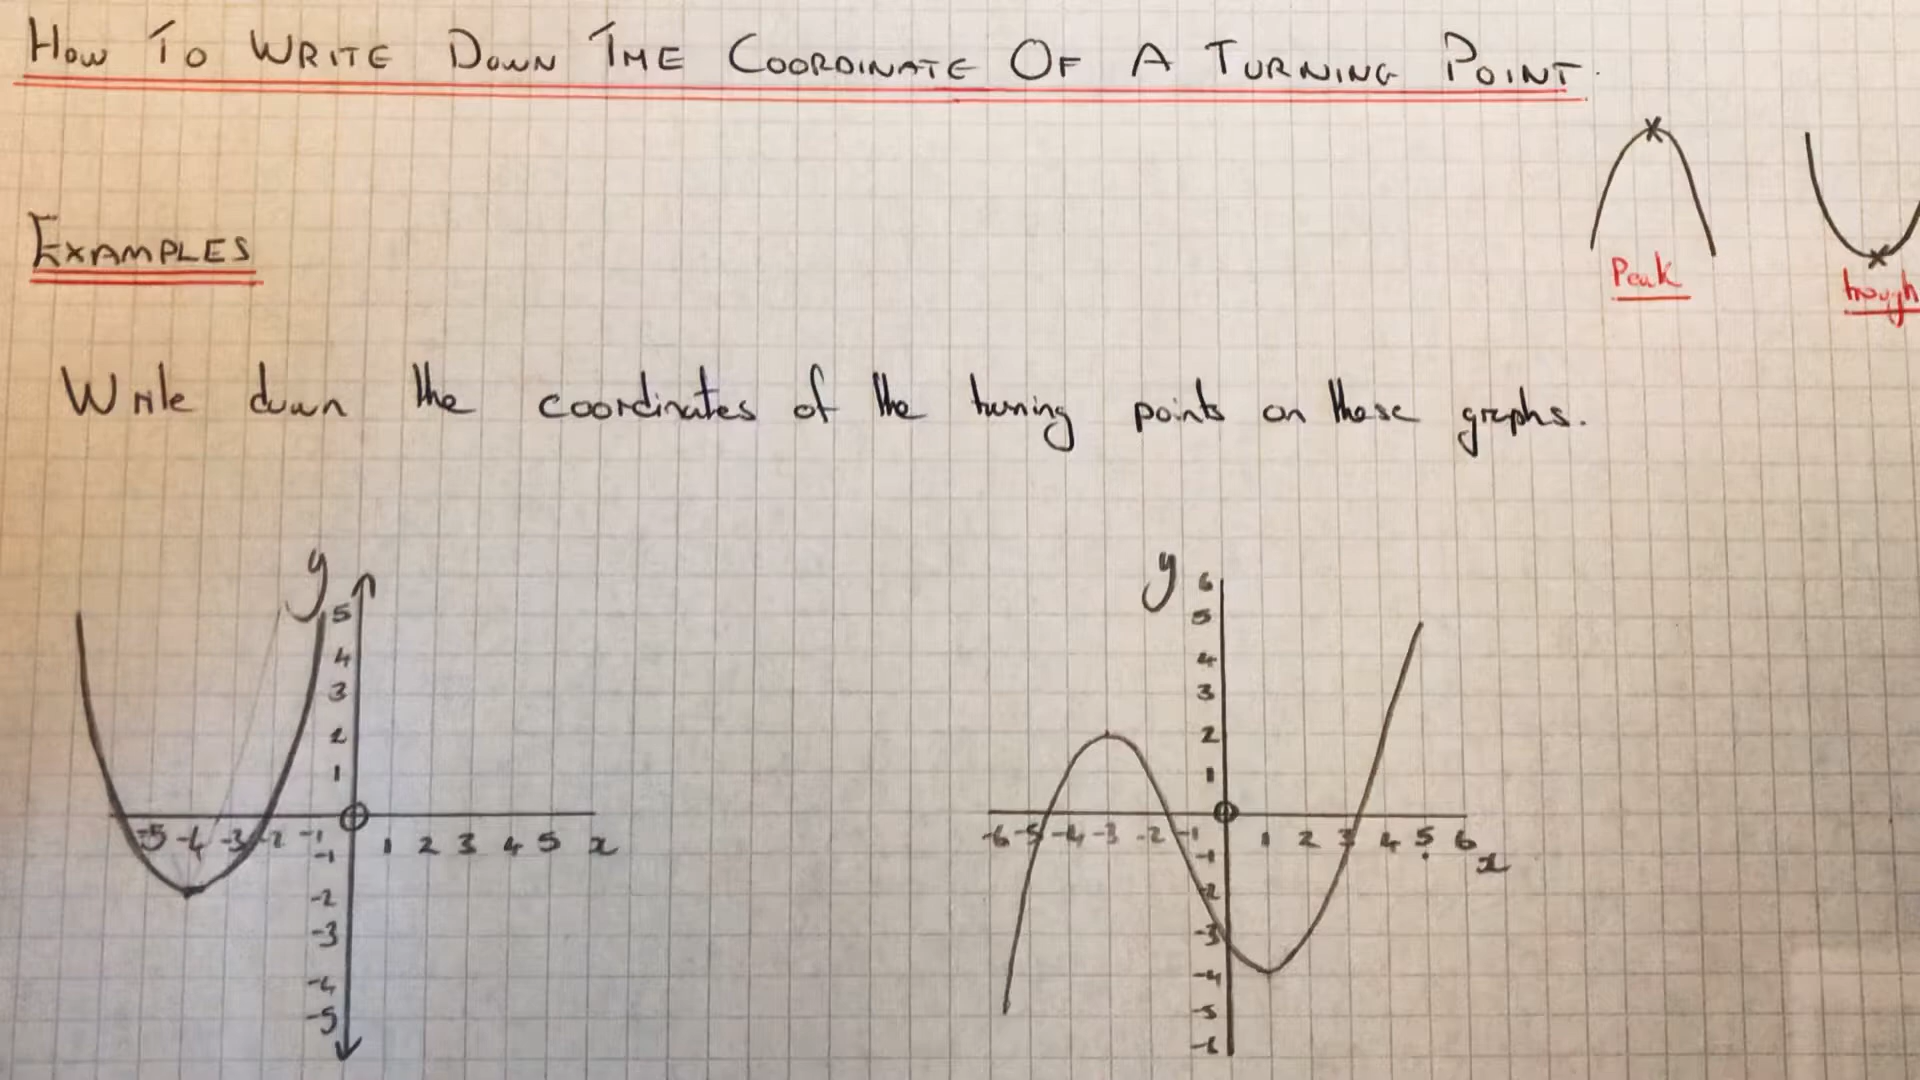 How To Write Down The Coordinate Of A Turning Point.
Peak
trough
Examples
Write down the coordinates of the turning points on these graphs.
y
5
4
3
2
1
-5 -4 -3 -2 -1
1 2 3 4 5 x
-1
-2
-3
-4
-5
y
6
5
4
3
2
1
-6 -5 -4 -3 -2 -1
1 2 3 4 5 6
x
-1
-2
-3
-4
-5
-6